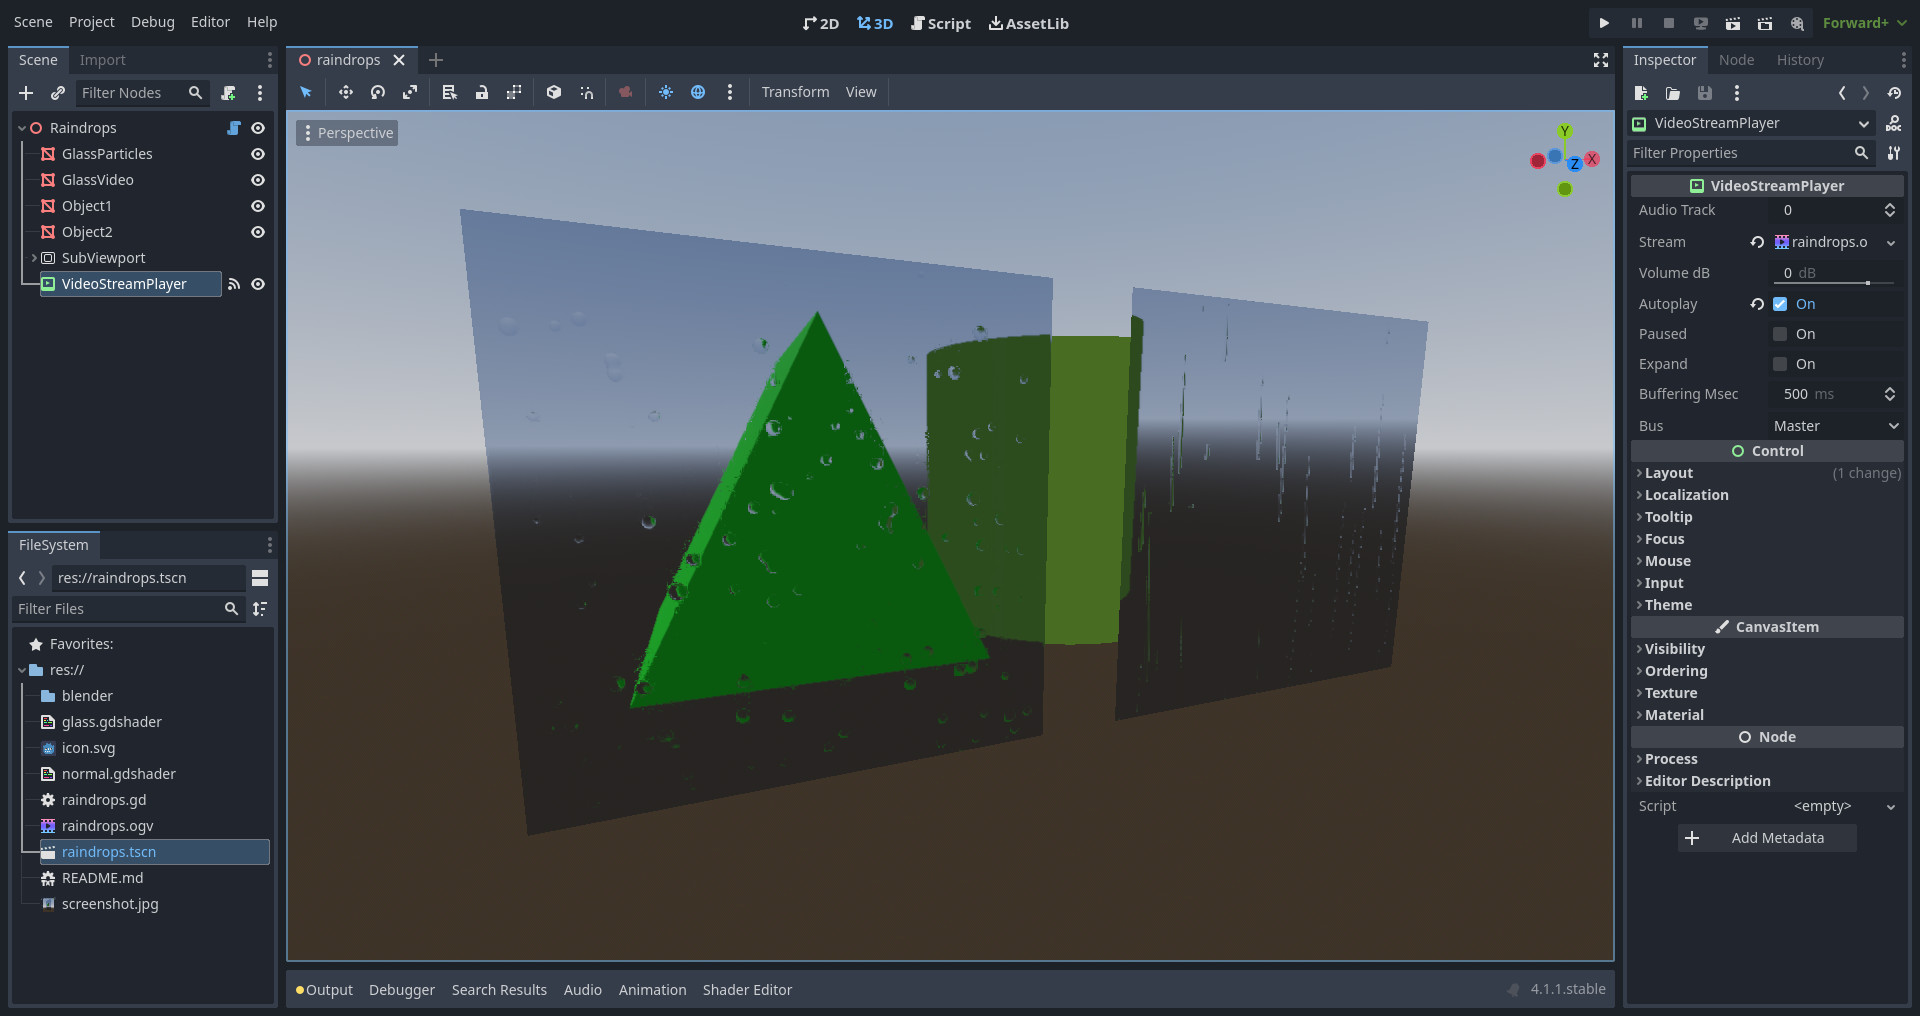 Scene Project Debug Editor Help
2D 3D Script AssetLib
Forward+
Scene Import
Filter Nodes
Raindrops
GlassParticles
GlassVideo
Object1
Object2
SubViewport
VideoStreamPlayer
FileSystem
res://raindrops.tscn
Filter Files
Favorites:
res://
blender
glass.gdshader
icon.svg
normal.gdshader
raindrops.gd
raindrops.ogv
raindrops.tscn
README.md
screenshot.jpg
raindrops
Transform View
Perspective
Y
Z X
Output Debugger Search Results Audio Animation Shader Editor
4.1.1.stable
Inspector Node History
VideoStreamPlayer
DOC
Filter Properties
VideoStreamPlayer
Audio Track 0
Stream raindrops.o
Volume dB 0 dB
Autoplay On
Paused On
Expand On
Buffering Msec 500 ms
Bus Master
Control
Layout (1 change)
Localization
Tooltip
Focus
Mouse
Input
Theme
CanvasItem
Visibility
Ordering
Texture
Material
Node
Process
Editor Description
Script <empty>
Add Metadata